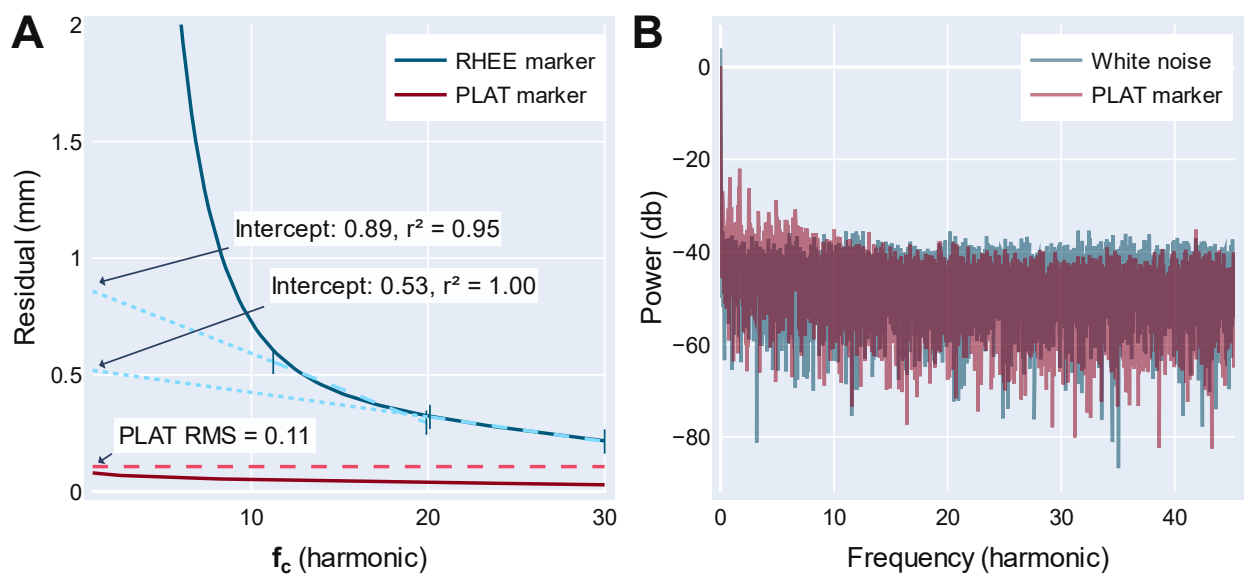 A
2
1.5
1
0.5
0
Residual (mm)
RHEE marker
PLAT marker
Intercept: 0.89, r² = 0.95
Intercept: 0.53, r² = 1.00
PLAT RMS = 0.11
10
20
30
f_c (harmonic)
B
0
−20
−40
−60
−80
Power (db)
White noise
PLAT marker
0
10
20
30
40
Frequency (harmonic)